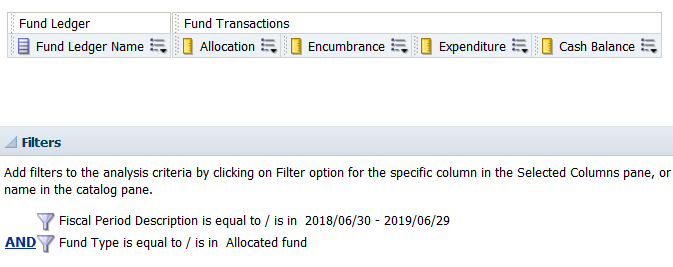 Fund Ledger Fund Transactions
Fund Ledger Name Allocation Encumbrance Expenditure Cash Balance
Filters
Add filters to the analysis criteria by clicking on Filter option for the specific column in the Selected Columns pane, or
name in the catalog pane.
Fiscal Period Description is equal to / is in 2018/06/30 - 2019/06/29
AND Fund Type is equal to / is in Allocated fund